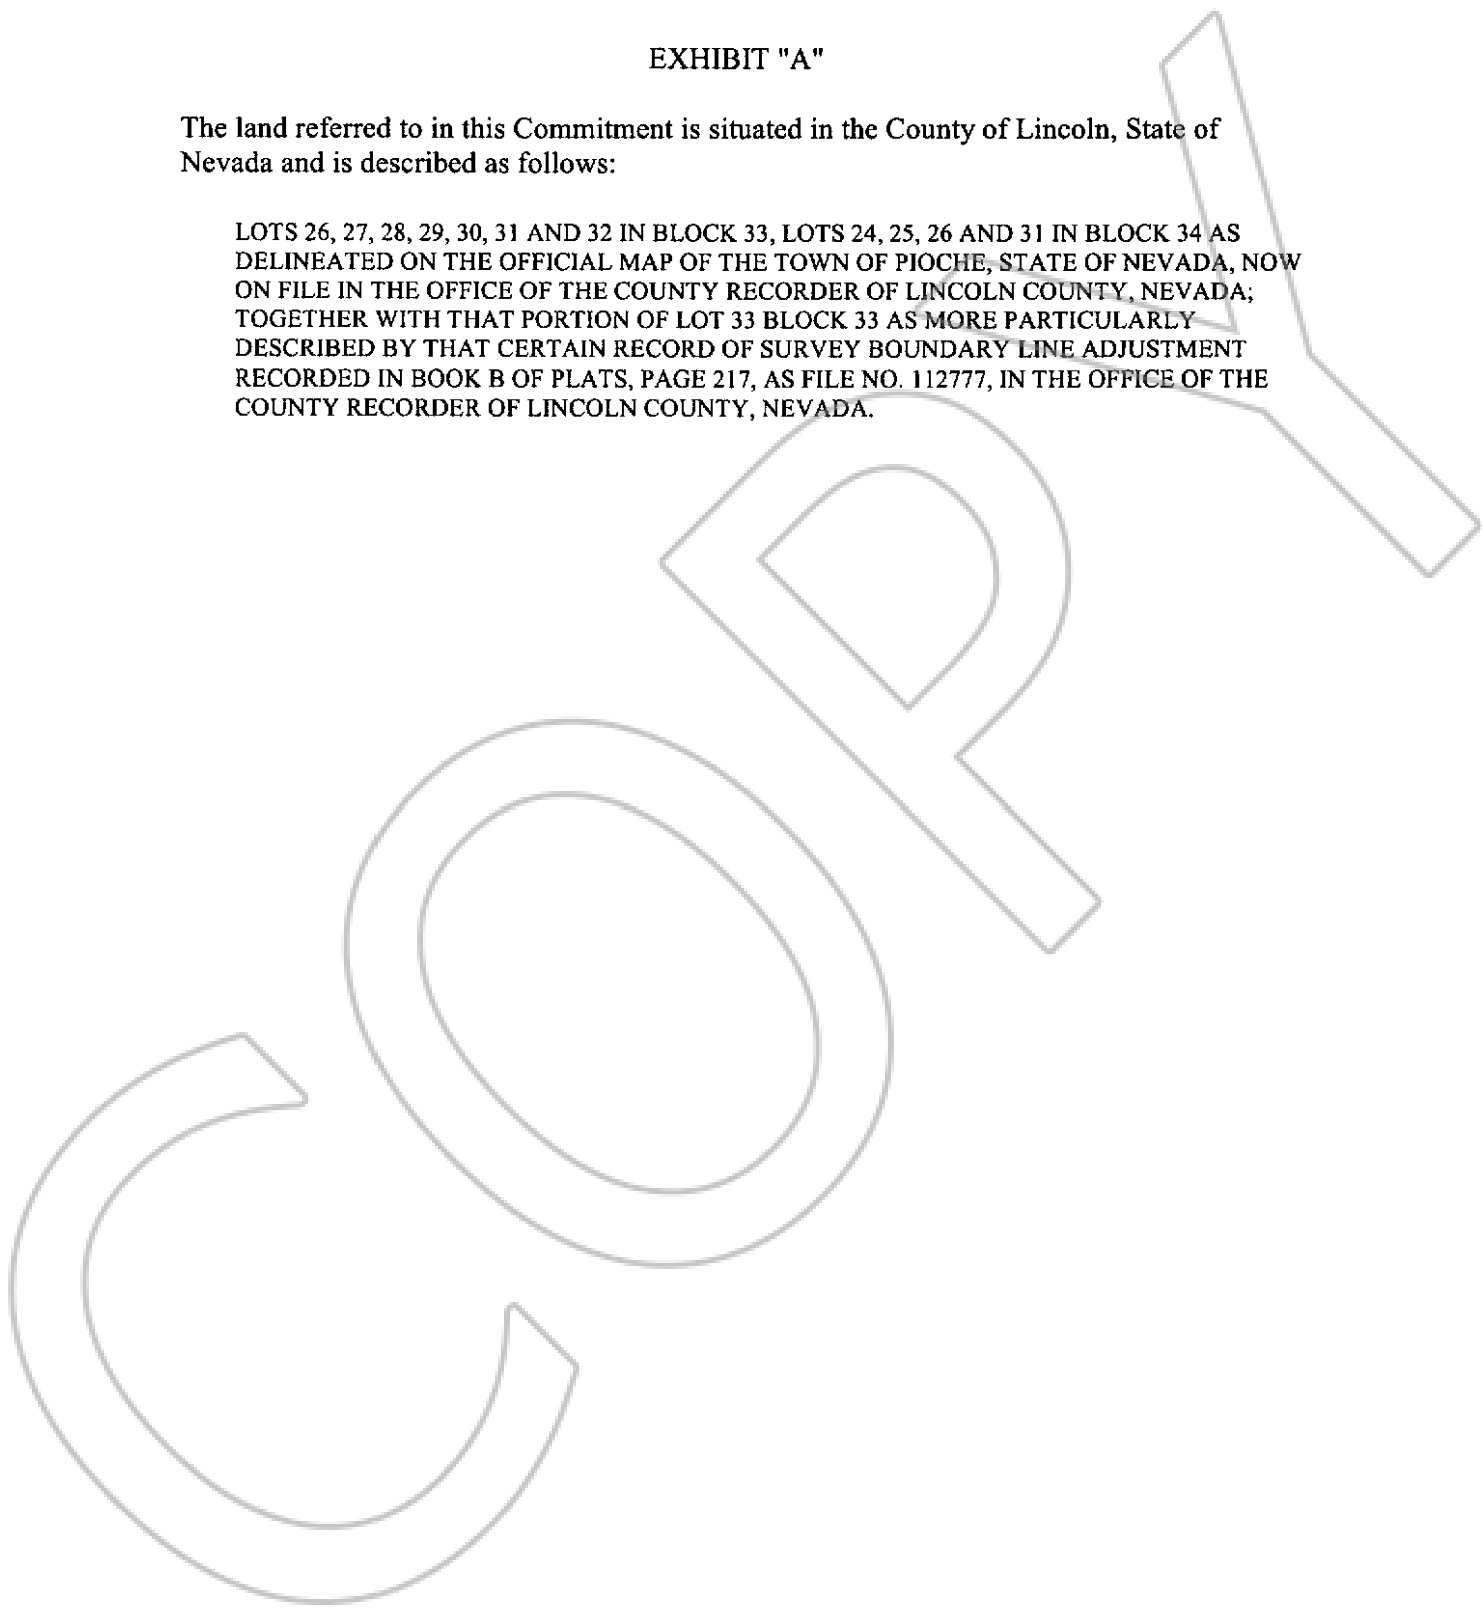 EXHIBIT "A"
The land referred to in this Commitment is situated in the County of Lincoln, State of
Nevada and is described as follows:
LOTS 26, 27, 28, 29, 30, 31 AND 32 IN BLOCK 33, LOTS 24, 25, 26 AND 31 IN BLOCK 34 AS
DELINEATED ON THE OFFICIAL MAP OF THE TOWN OF PIOCHE, STATE OF NEVADA, NOW
ON FILE IN THE OFFICE OF THE COUNTY RECORDER OF LINCOLN COUNTY, NEVADA;
TOGETHER WITH THAT PORTION OF LOT 33 BLOCK 33 AS MORE PARTICULARLY
DESCRIBED BY THAT CERTAIN RECORD OF SURVEY BOUNDARY LINE ADJUSTMENT
RECORDED IN BOOK B OF PLATS, PAGE 217, AS FILE NO. 112777, IN THE OFFICE OF THE
COUNTY RECORDER OF LINCOLN COUNTY, NEVADA.
COPY